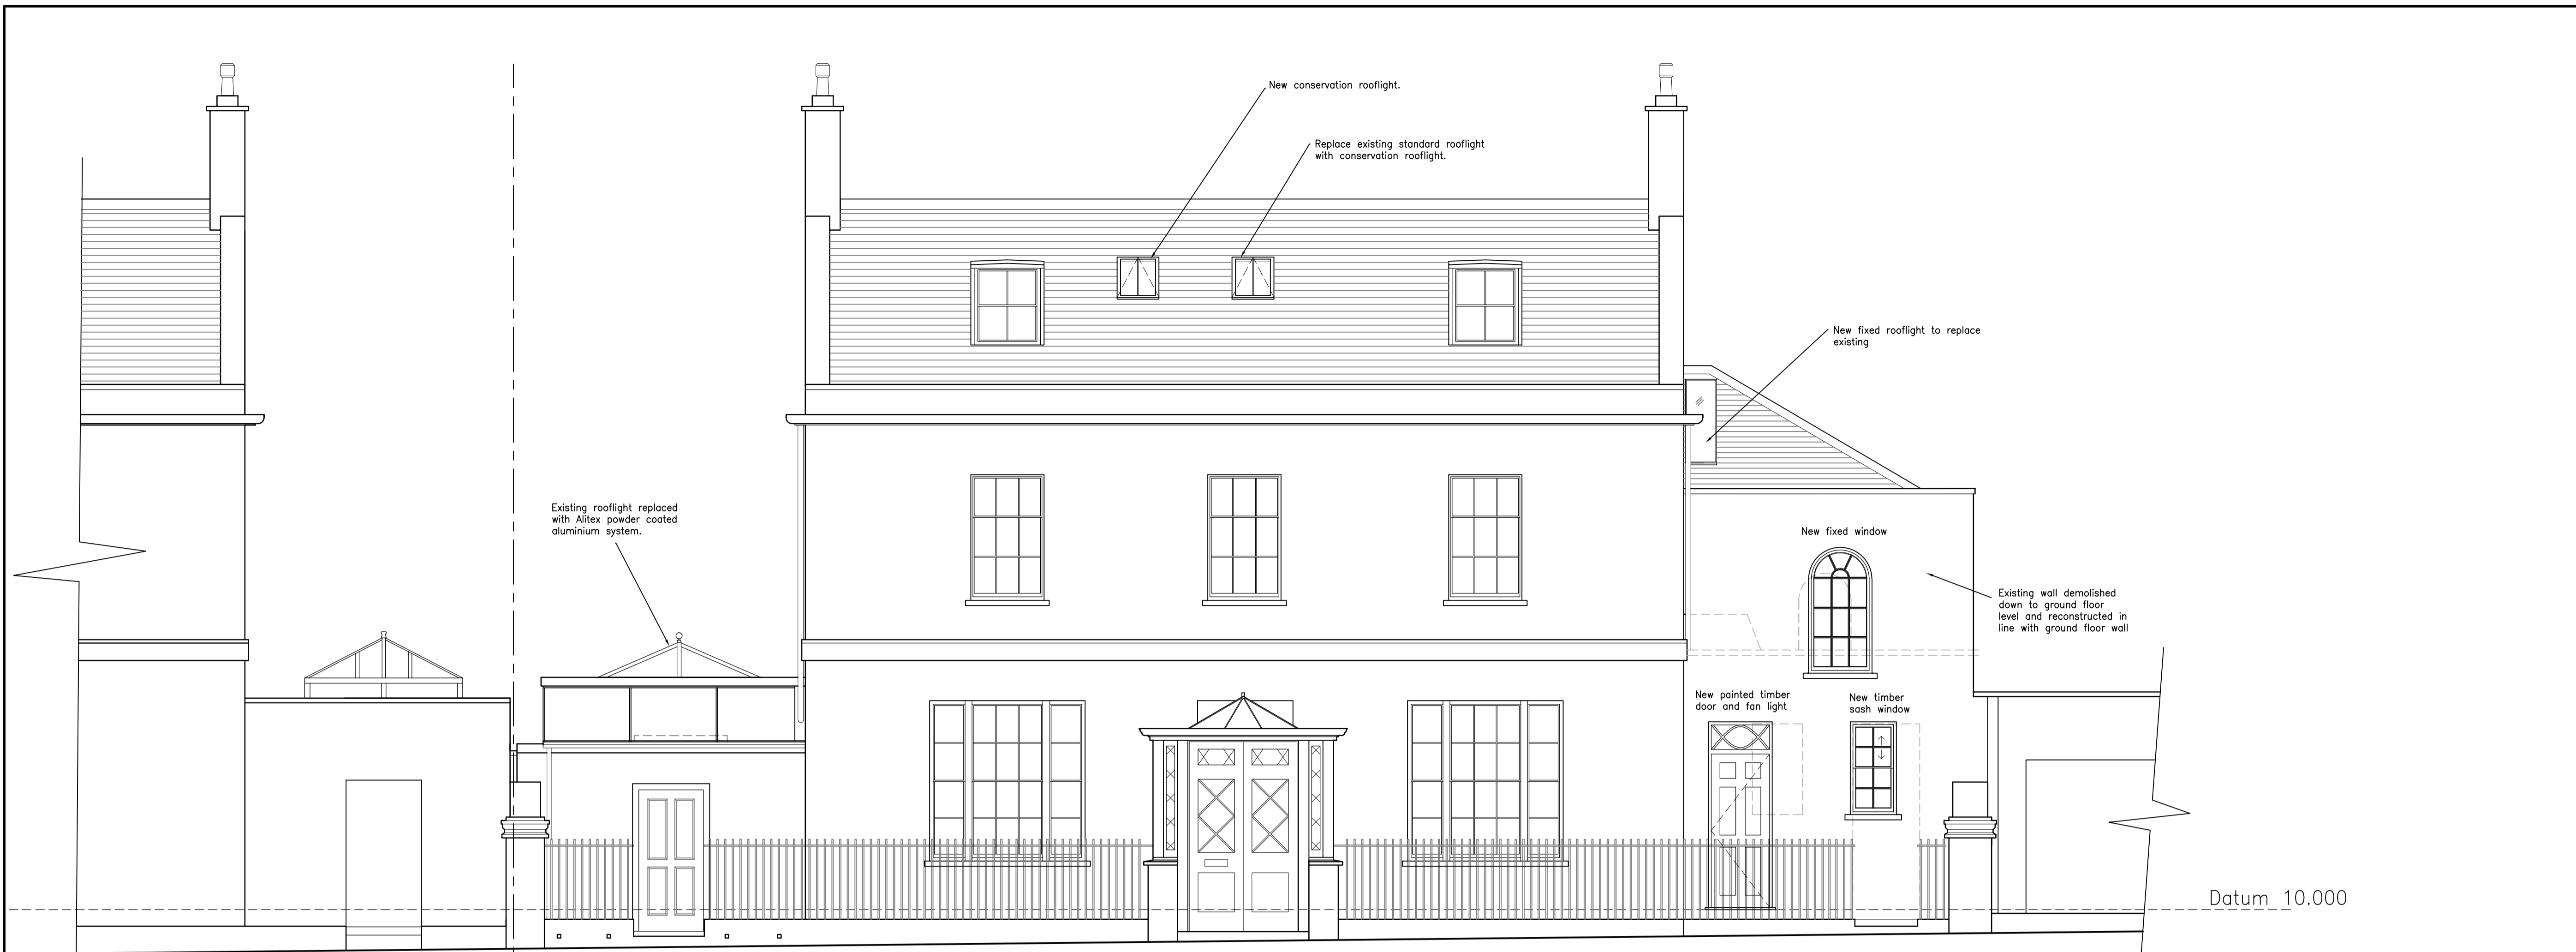 New conservation rooflight.
Replace existing standard rooflight
with conservation rooflight.
New fixed rooflight to replace
existing
Existing rooflight replaced
with Alitex powder coated
aluminium system.
New fixed window
Existing wall demolished
down to ground floor
level and reconstructed in
line with ground floor wall
New painted timber
door and fan light
New timber
sash window
Datum 10.000